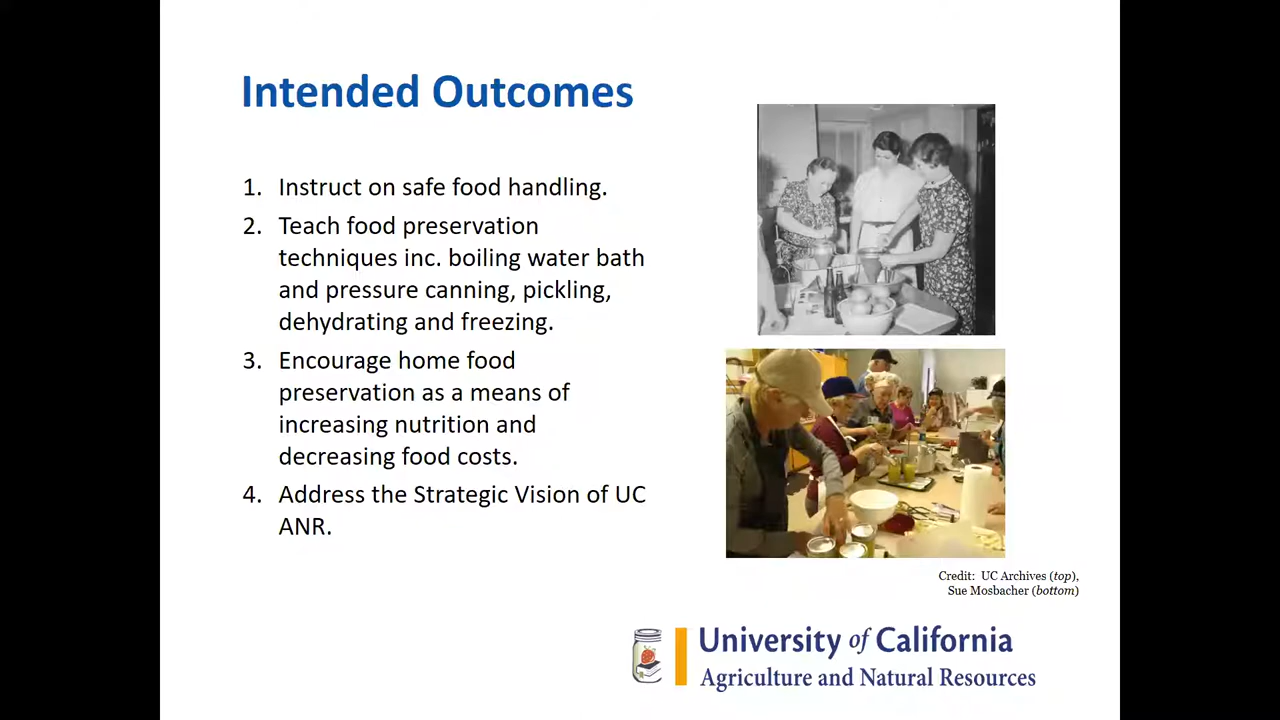 Intended Outcomes
1. Instruct on safe food handling.
2. Teach food preservation
techniques inc. boiling water bath
and pressure canning, pickling,
dehydrating and freezing.
3. Encourage home food
preservation as a means of
increasing nutrition and
decreasing food costs.
4. Address the Strategic Vision of UC
ANR.
Credit: UC Archives (top),
Sue Mosbacher (bottom)
University of California
Agriculture and Natural Resources